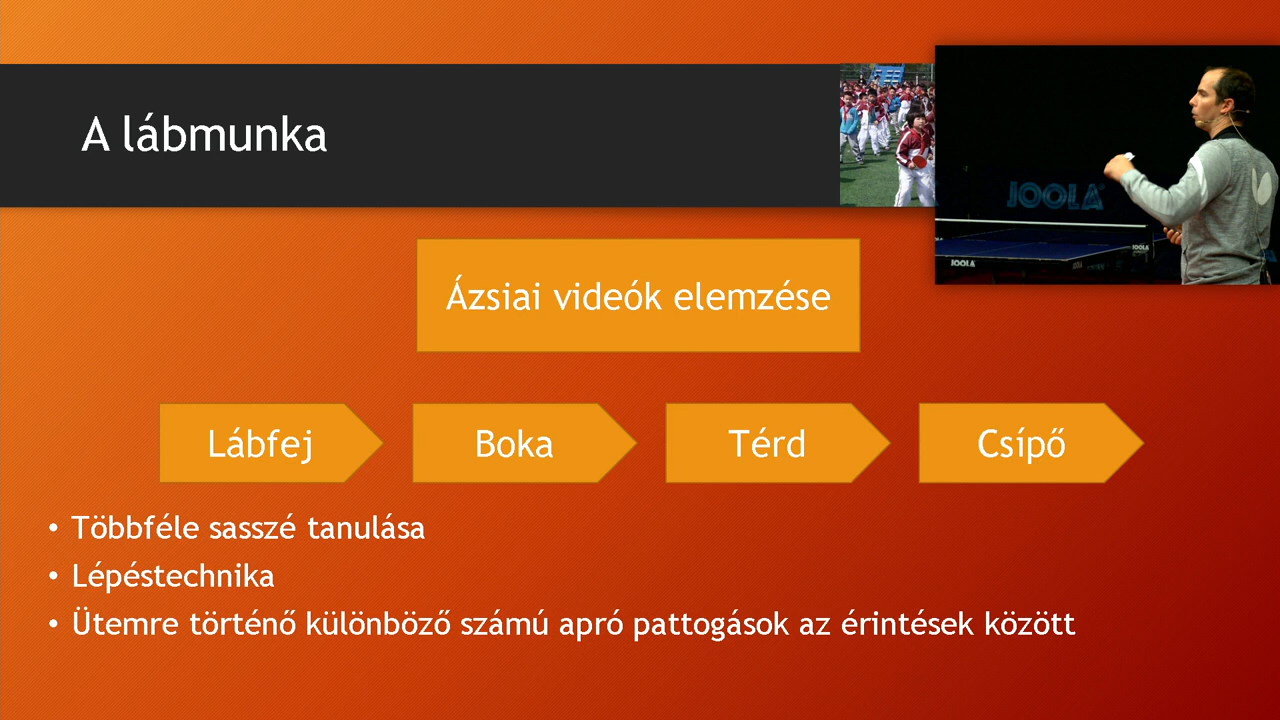 A lábmunka
JOOLA
JOOLA
JOOLA
Ázsiai videók elemzése
Lábfej
Boka
Térd
Csípő
• Többféle sasszé tanulása
• Lépéstechnika
• Ütemre történő különböző számú apró pattogások az érintések között